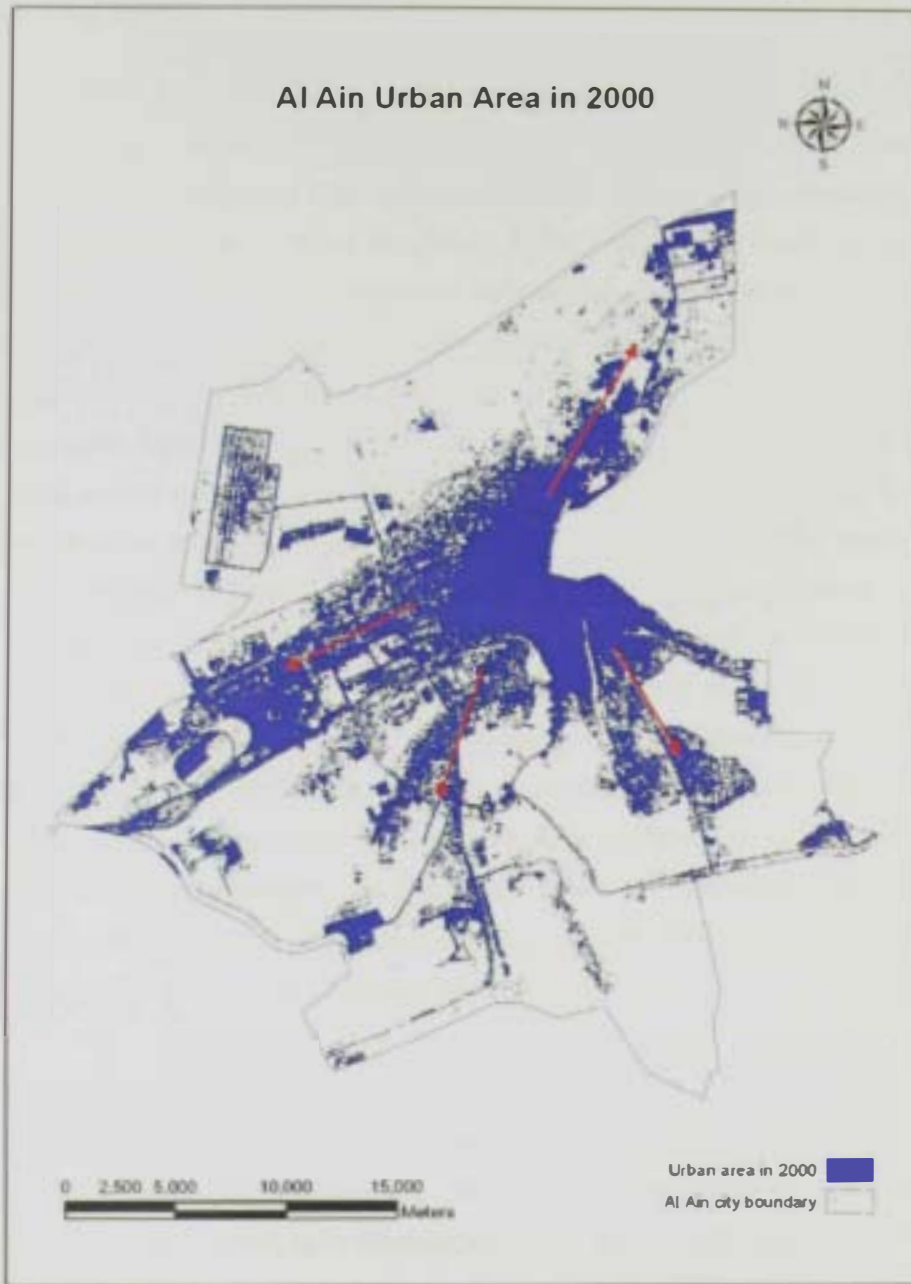 Al Ain Urban Area in 2000
N
E
S
0 2.500 5.000 10.000 15.000
Meters
Urban area in 2000
Al Ain city boundary